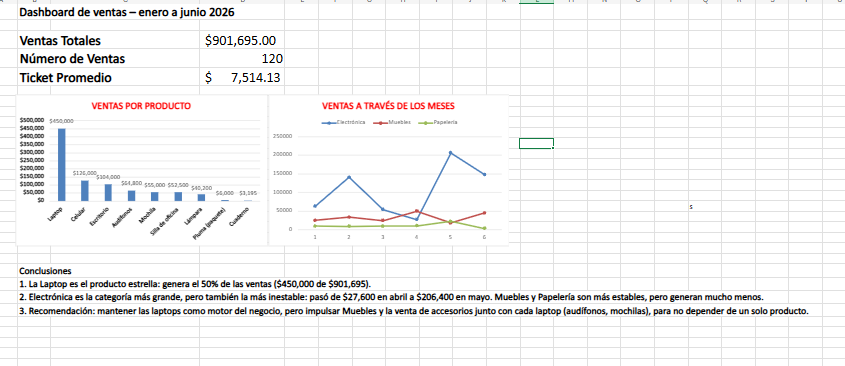 Dashboard de ventas – enero a junio 2026
Ventas Totales $901,695.00
Número de Ventas 120
Ticket Promedio $ 7,514.13
VENTAS POR PRODUCTO
$500,000
$450,000
$400,000
$350,000
$300,000
$250,000
$200,000
$150,000
$100,000
$50,000
$0
$450,000
$126,000
$104,000
$64,800
$55,000
$52,500
$40,200
$6,000
$3,195
Laptop
Celular
Escritorio
Audífonos
Mochila
Silla de oficina
Lámpara
Pluma (paquete)
Cuaderno
VENTAS A TRAVÉS DE LOS MESES
Electrónica Muebles Papelería
250000
200000
150000
100000
50000
0
1 2 3 4 5 6
s
Conclusiones
1. La Laptop es el producto estrella: genera el 50% de las ventas ($450,000 de $901,695).
2. Electrónica es la categoría más grande, pero también la más inestable: pasó de $27,600 en abril a $206,400 en mayo. Muebles y Papelería son más estables, pero generan mucho menos.
3. Recomendación: mantener las laptops como motor del negocio, pero impulsar Muebles y la venta de accesorios junto con cada laptop (audífonos, mochilas), para no depender de un solo producto.